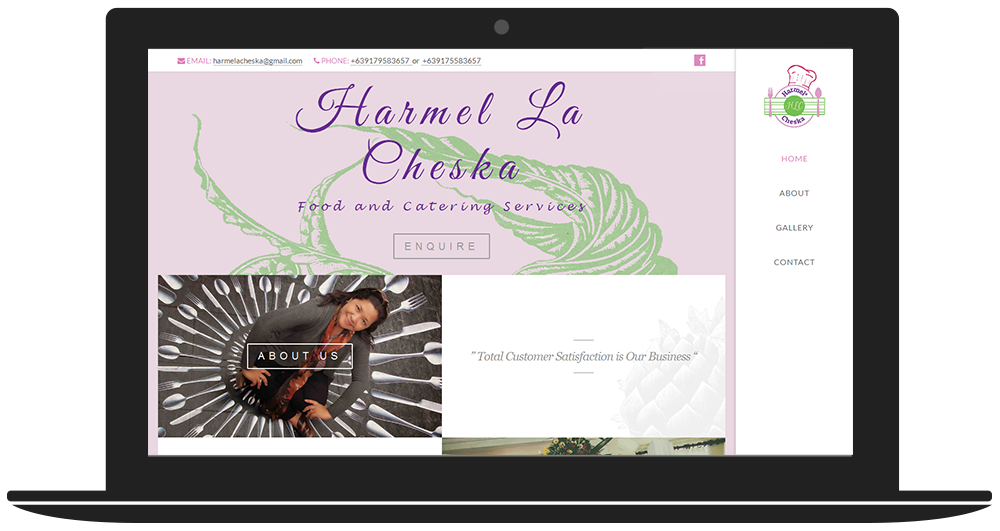 EMAIL: harmelacheska@gmail.com PHONE: +639179583657 or +639175583657
f
Harmel La
Cheska
Food and Catering Services
ENQUIRE
ABOUT US
” Total Customer Satisfaction is Our Business “
Harmel's
HLC
Cheska
HOME
ABOUT
GALLERY
CONTACT